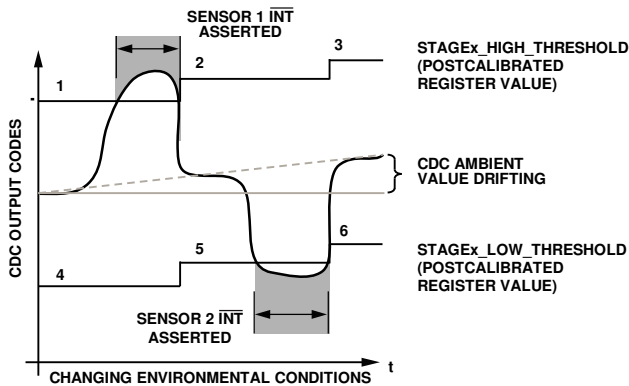 SENSOR 1 INT
ASSERTED
1
2
3
STAGEx_HIGH_THRESHOLD
(POSTCALIBRATED
REGISTER VALUE)
CDC OUTPUT CODES
CDC AMBIENT
VALUE DRIFTING
4
5
6
STAGEx_LOW_THRESHOLD
(POSTCALIBRATED
REGISTER VALUE)
SENSOR 2 INT
ASSERTED
t
CHANGING ENVIRONMENTAL CONDITIONS